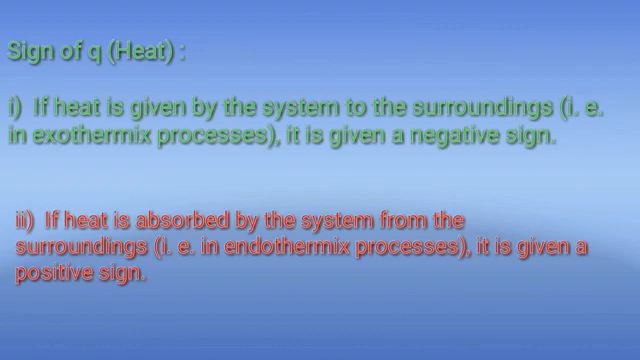 Sign of q (Heat) :
i) If heat is given by the system to the surroundings (i. e.
in exothermix processes), it is given a negative sign.
ii) If heat is absorbed by the system from the
surroundings (i. e. in endothermix processes), it is given a
positive sign.